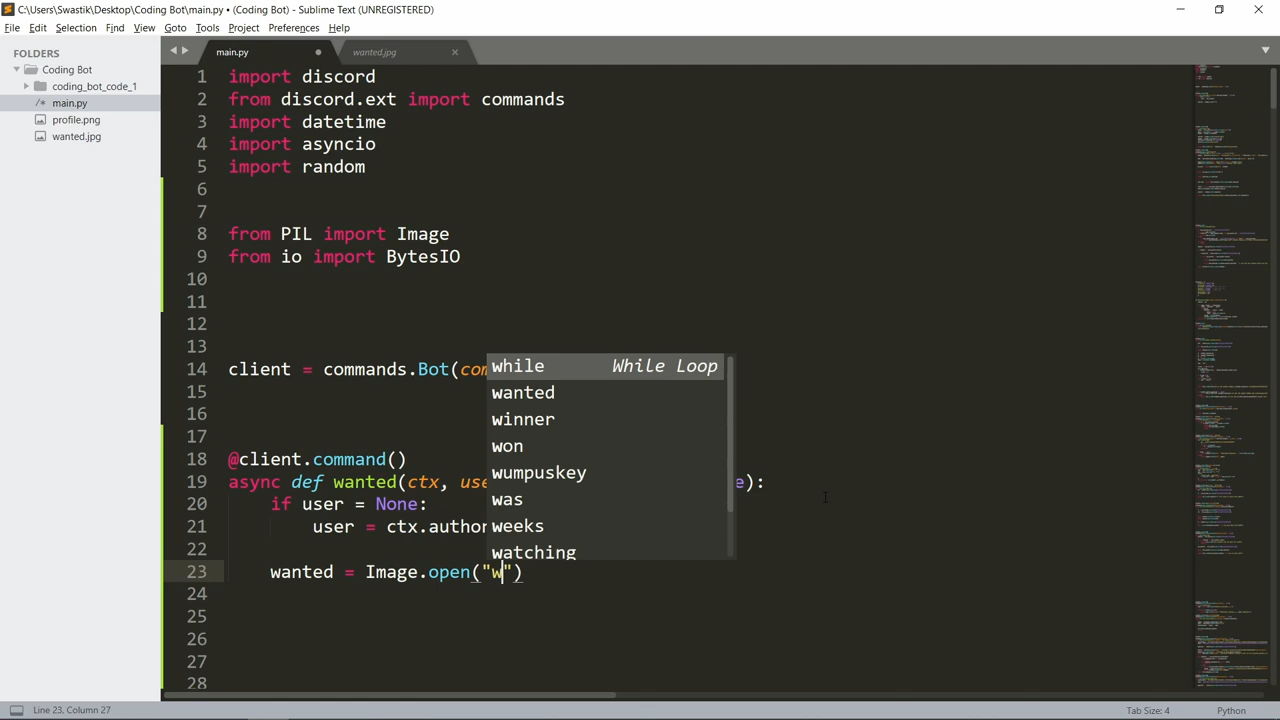 C:\Users\Swastik\Desktop\Coding Bot\main.py • (Coding Bot) - Sublime Text (UNREGISTERED)
File Edit Selection Find View Goto Tools Project Preferences Help
FOLDERS
Coding Bot
coding_bot_code_1
/* main.py
profile.png
wanted.jpg
main.py
wanted.jpg
1 import discord
2 from discord.ext import commands
3 import datetime
4 import asyncio
5 import random
6
7
8 from PIL import Image
9 from io import BytesIO
10
11
12
13
14 client = commands.Bot(com
15
16
17
18 @client.command()
19 async def wanted(ctx, use e):
20 if user = None:
21 user = ctx.author
22
23 wanted = Image.open("w")
24
25
26
27
28
while While Loop
wanted
winner
won
wumpuskey
was
weeks
watching
Line 23, Column 27
Tab Size: 4
Python